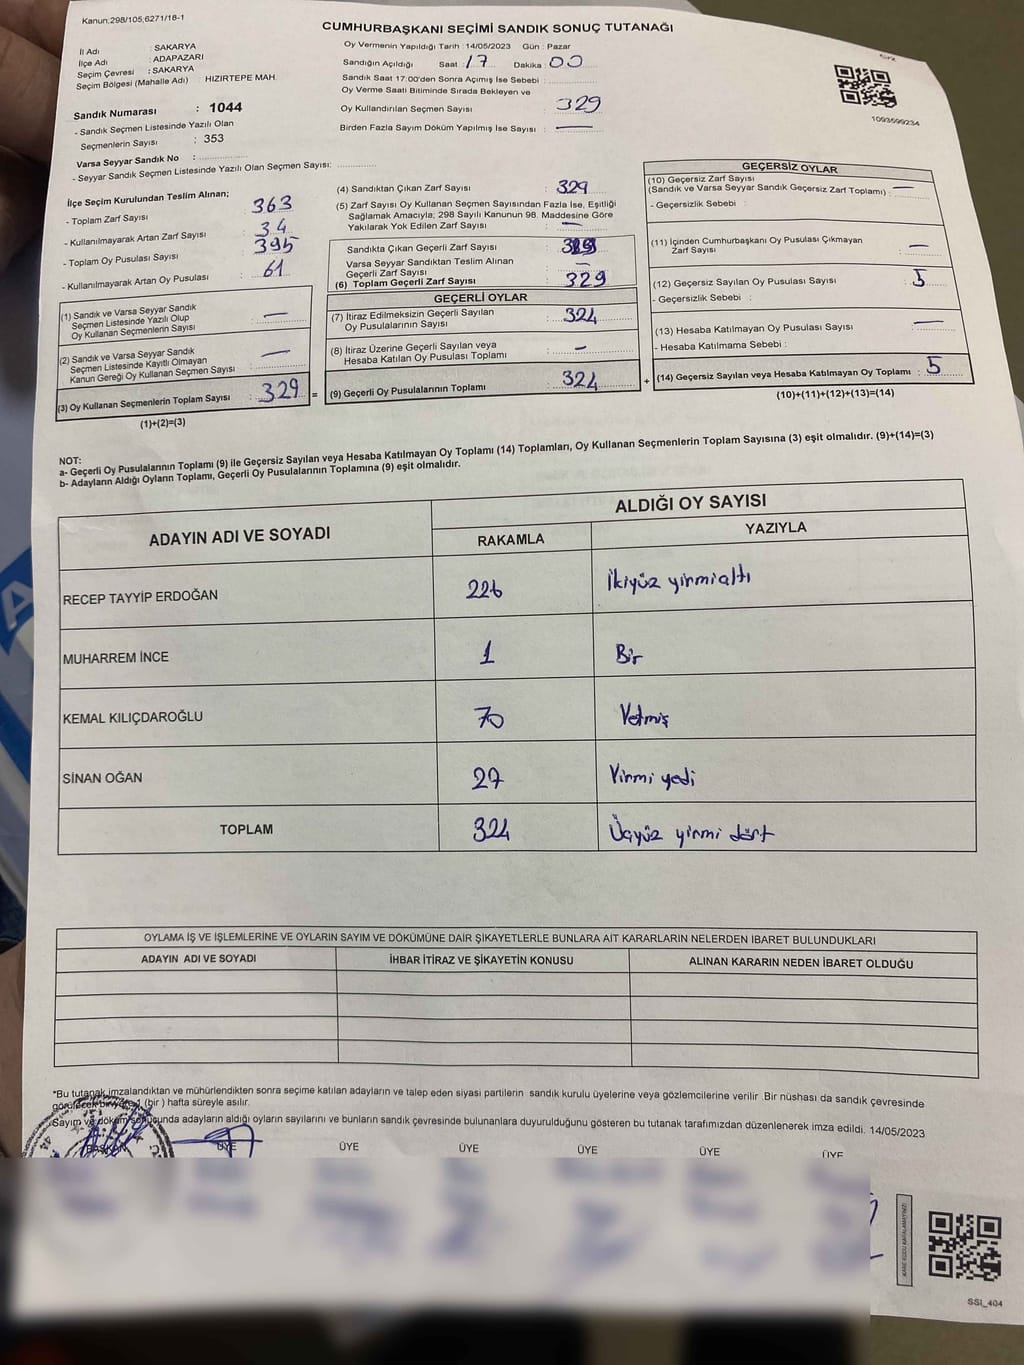 Kanun;298/105,6271/18-1
CUMHURBAŞKANI SEÇİMİ SANDIK SONUÇ TUTANAĞI
İl Adı : SAKARYA
İlçe Adı : ADAPAZARI
Seçim Çevresi : SAKARYA
Seçim Bölgesi (Mahalle Adı) : HIZIRTEPE MAH.
Sandık Numarası : 1044
- Sandık Seçmen Listesinde Yazılı Olan
Seçmenlerin Sayısı : 353
Varsa Seyyar Sandık No :
- Seyyar Sandık Seçmen Listesinde Yazılı Olan Seçmen Sayısı:
Oy Vermenin Yapıldığı Tarih : 14/05/2023 Gün : Pazar
Sandığın Açıldığı Saat : 17 Dakika : 00
Sandık Saat 17:00'den Sonra Açımış İse Sebebi :
Oy Verme Saati Bitiminde Sırada Bekleyen ve
Oy Kullandırılan Seçmen Sayısı : 329
Birden Fazla Sayım Döküm Yapılmış İse Sayısı : —
1093599234
İlçe Seçim Kurulundan Teslim Alınan;
- Toplam Zarf Sayısı : 363
- Kullanılmayarak Artan Zarf Sayısı : 34
- Toplam Oy Pusulası Sayısı : 395
- Kullanılmayarak Artan Oy Pusulası : 61
(1) Sandık ve Varsa Seyyar Sandık
Seçmen Listesinde Yazılı Olup
Oy Kullanan Seçmenlerin Sayısı : —
(2) Sandık ve Varsa Seyyar Sandık
Seçmen Listesinde Kayıtlı Olmayan
Kanun Gereği Oy Kullanan Seçmen Sayısı : —
(3) Oy Kullanan Seçmenlerin Toplam Sayısı : 329 =
(1)+(2)=(3)
(4) Sandıktan Çıkan Zarf Sayısı : 329
(5) Zarf Sayısı Oy Kullanan Seçmen Sayısından Fazla İse, Eşitliği
Sağlamak Amacıyla; 298 Sayılı Kanunun 98. Maddesine Göre
Yakılarak Yok Edilen Zarf Sayısı : —
Sandıkta Çıkan Geçerli Zarf Sayısı :
Varsa Seyyar Sandıktan Teslim Alınan
Geçerli Zarf Sayısı : —
(6) Toplam Geçerli Zarf Sayısı : 329
GEÇERLİ OYLAR
(7) İtiraz Edilmeksizin Geçerli Sayılan
Oy Pusulalarının Sayısı : 324
(8) İtiraz Üzerine Geçerli Sayılan veya
Hesaba Katılan Oy Pusulası Toplamı : —
(9) Geçerli Oy Pusulalarının Toplamı : 324 +
GEÇERSİZ OYLAR
(10) Geçersiz Zarf Sayısı
(Sandık ve Varsa Seyyar Sandık Geçersiz Zarf Toplamı) : —
- Geçersizlik Sebebi :
(11) İçinden Cumhurbaşkanı Oy Pusulası Çıkmayan
Zarf Sayısı : —
(12) Geçersiz Sayılan Oy Pusulası Sayısı : 5
- Geçersizlik Sebebi :
(13) Hesaba Katılmayan Oy Pusulası Sayısı : —
- Hesaba Katılmama Sebebi :
(14) Geçersiz Sayılan veya Hesaba Katılmayan Oy Toplamı : 5
(10)+(11)+(12)+(13)=(14)
NOT:
a- Geçerli Oy Pusulalarının Toplamı (9) ile Geçersiz Sayılan veya Hesaba Katılmayan Oy Toplamı (14) Toplamları, Oy Kullanan Seçmenlerin Toplam Sayısına (3) eşit olmalıdır. (9)+(14)=(3)
b- Adayların Aldığı Oyların Toplamı, Geçerli Oy Pusulalarının Toplamına (9) eşit olmalıdır.
ADAYIN ADI VE SOYADI ALDIĞI OY SAYISI
RAKAMLA YAZIYLA
RECEP TAYYİP ERDOĞAN 226 İkiyüz yirmialtı
MUHARREM İNCE 1 Bir
KEMAL KILIÇDAROĞLU 70 Yetmiş
SİNAN OĞAN 27 Yirmi yedi
TOPLAM 324 Üçyüz yirmi dört
OYLAMA İŞ VE İŞLEMLERİNE VE OYLARIN SAYIM VE DÖKÜMÜNE DAİR ŞİKAYETLERLE BUNLARA AİT KARARLARIN NELERDEN İBARET BULUNDUKLARI
ADAYIN ADI VE SOYADI İHBAR İTİRAZ VE ŞİKAYETİN KONUSU ALINAN KARARIN NEDEN İBARET OLDUĞU
*Bu tutanak imzalandıktan ve mühürlendikten sonra seçime katılan adayların ve talep eden siyasi partilerin sandık kurulu üyelerine veya gözlemcilerine verilir Bir nüshası da sandık çevresinde
(bir ) hafta süreyle asılır.
Sayım ve döküm sonucunda adayların aldığı oyların sayılarını ve bunların sandık çevresinde bulunanlara duyurulduğunu gösteren bu tutanak tarafımızdan düzenlenerek imza edildi. 14/05/2023
BAŞKAN ÜYE ÜYE ÜYE ÜYE ÜYE ÜYE
SSI_404